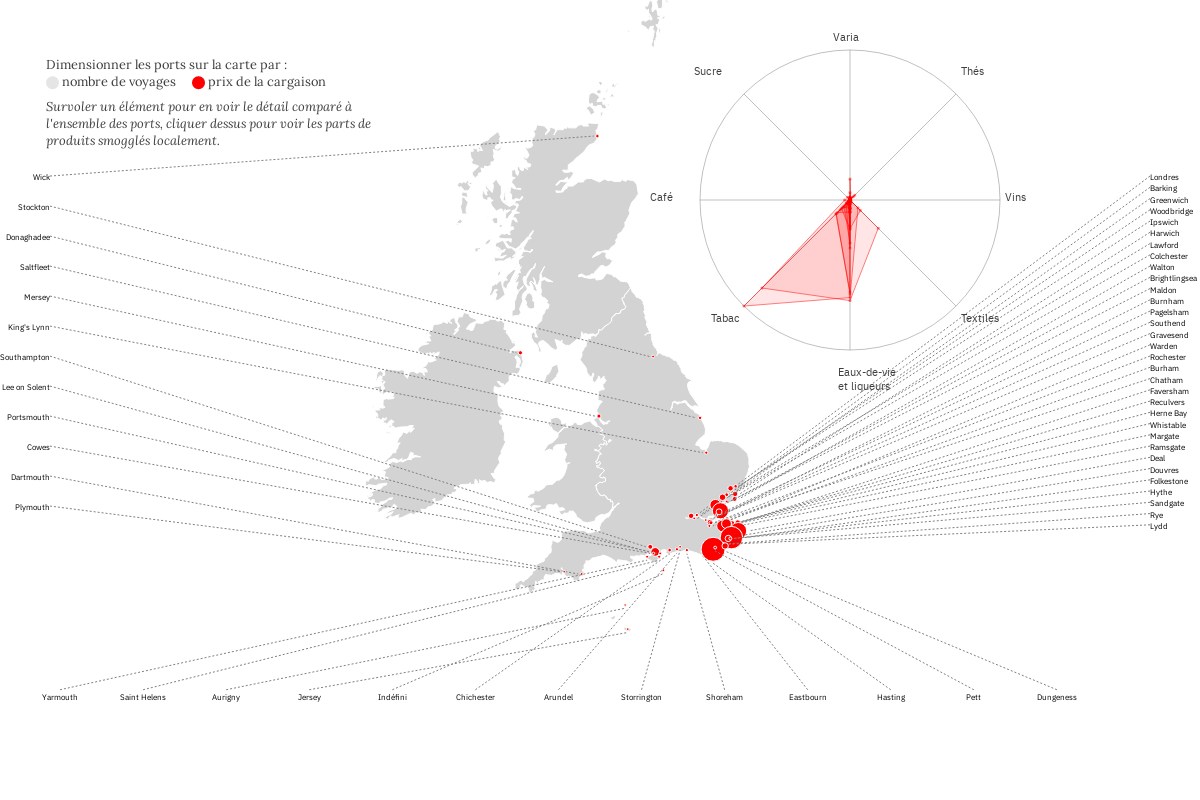 Dimensionner les ports sur la carte par :
nombre de voyages
prix de la cargaison
Survoler un élément pour en voir le détail comparé à
l'ensemble des ports, cliquer dessus pour voir les parts de
produits smogglés localement.
Varia
Sucre
Thés
Café
Vins
Tabac
Textiles
Eaux-de-vie
et liqueurs
Wick
Stockton
Donaghadee
Saltfleet
Mersey
King's Lynn
Southampton
Lee on Solent
Portsmouth
Cowes
Dartmouth
Plymouth
Londres
Barking
Greenwich
Woodbridge
Ipswich
Harwich
Lawford
Colchester
Walton
Brightlingsea
Maldon
Burnham
Pagelsham
Southend
Gravesend
Warden
Rochester
Burham
Chatham
Faversham
Reculvers
Herne Bay
Whistable
Margate
Ramsgate
Deal
Douvres
Folkestone
Hythe
Sandgate
Rye
Lydd
Yarmouth
Saint Helens
Aurigny
Jersey
Indéfini
Chichester
Arundel
Storrington
Shoreham
Eastbourn
Hasting
Pett
Dungeness